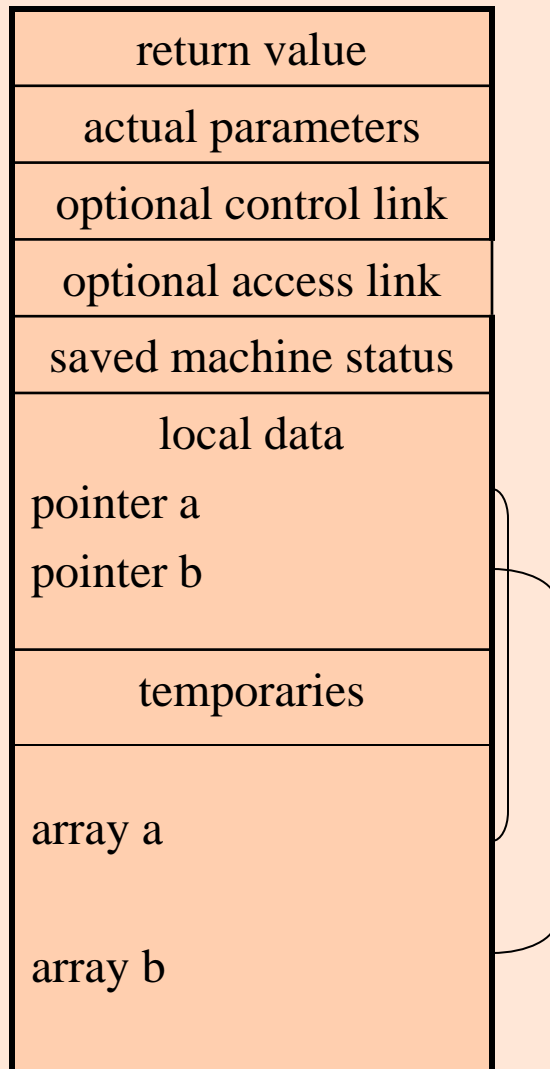 return value
actual parameters
optional control link
optional access link
saved machine status
local data
pointer a
pointer b
temporaries
array a
array b